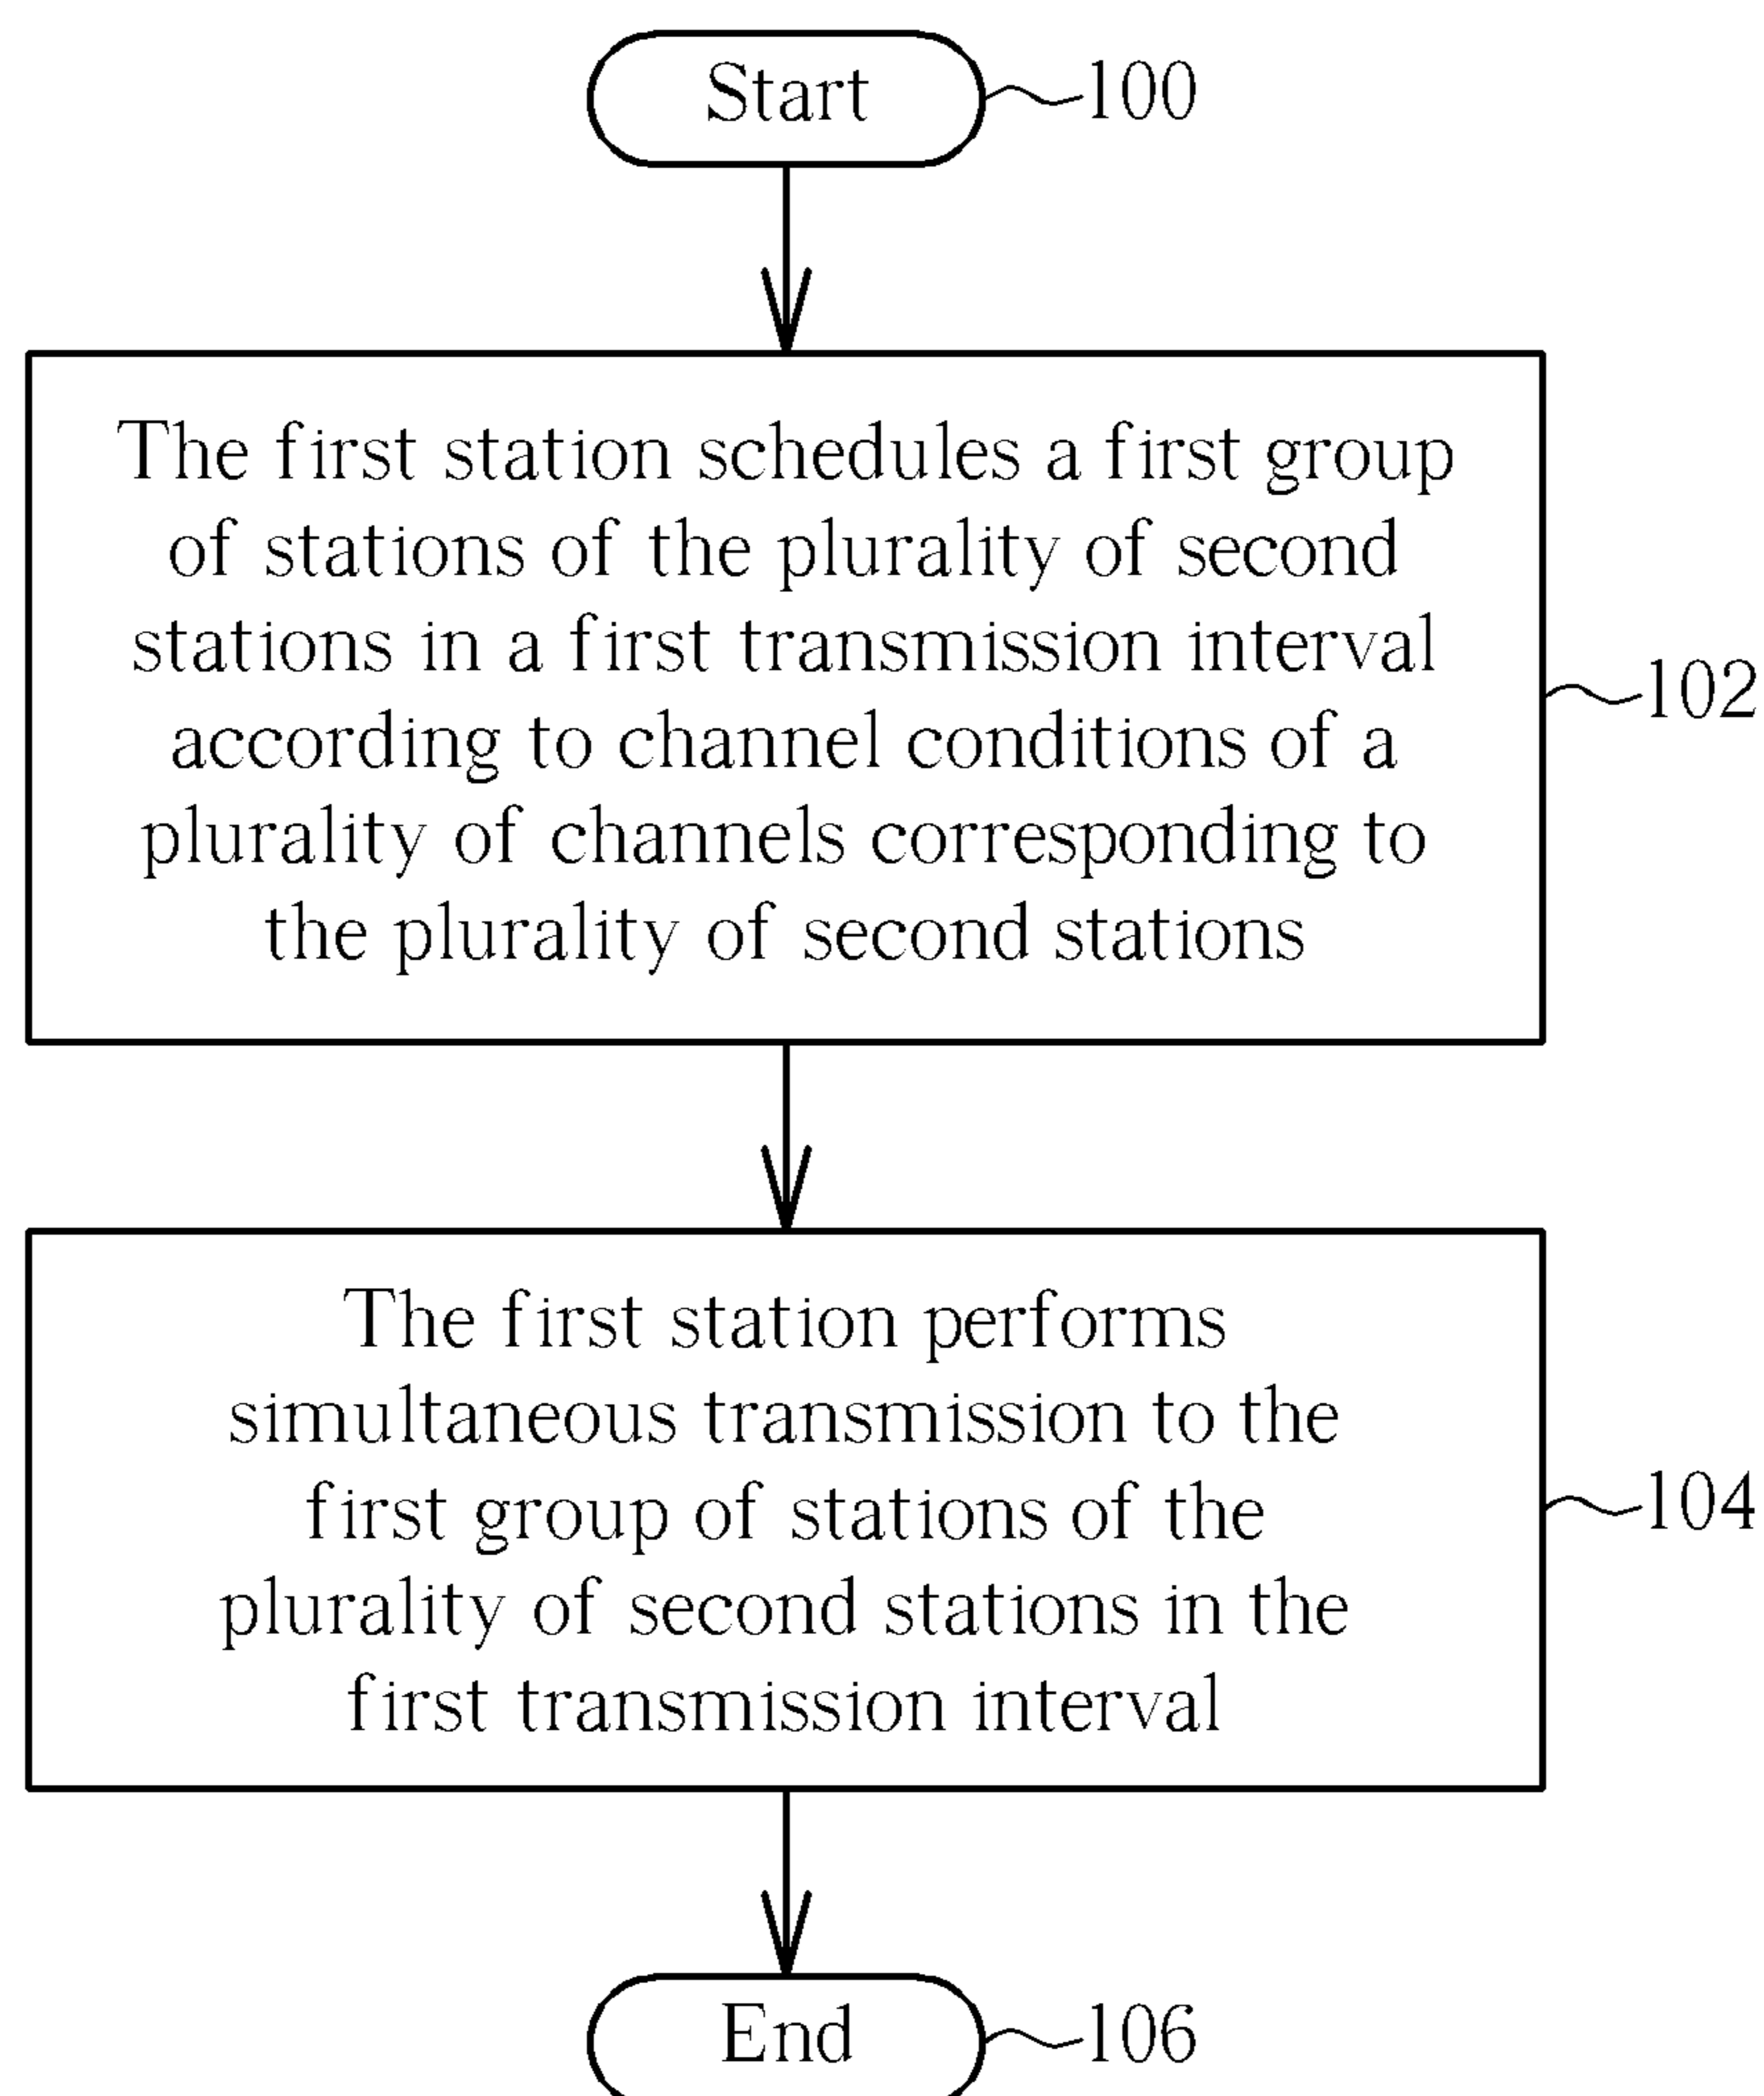 Start
100
The first station schedules a first group
of stations of the plurality of second
stations in a first transmission interval
according to channel conditions of a
plurality of channels corresponding to
the plurality of second stations
102
The first station performs
simultaneous transmission to the
first group of stations of the
plurality of second stations in the
first transmission interval
104
End
106